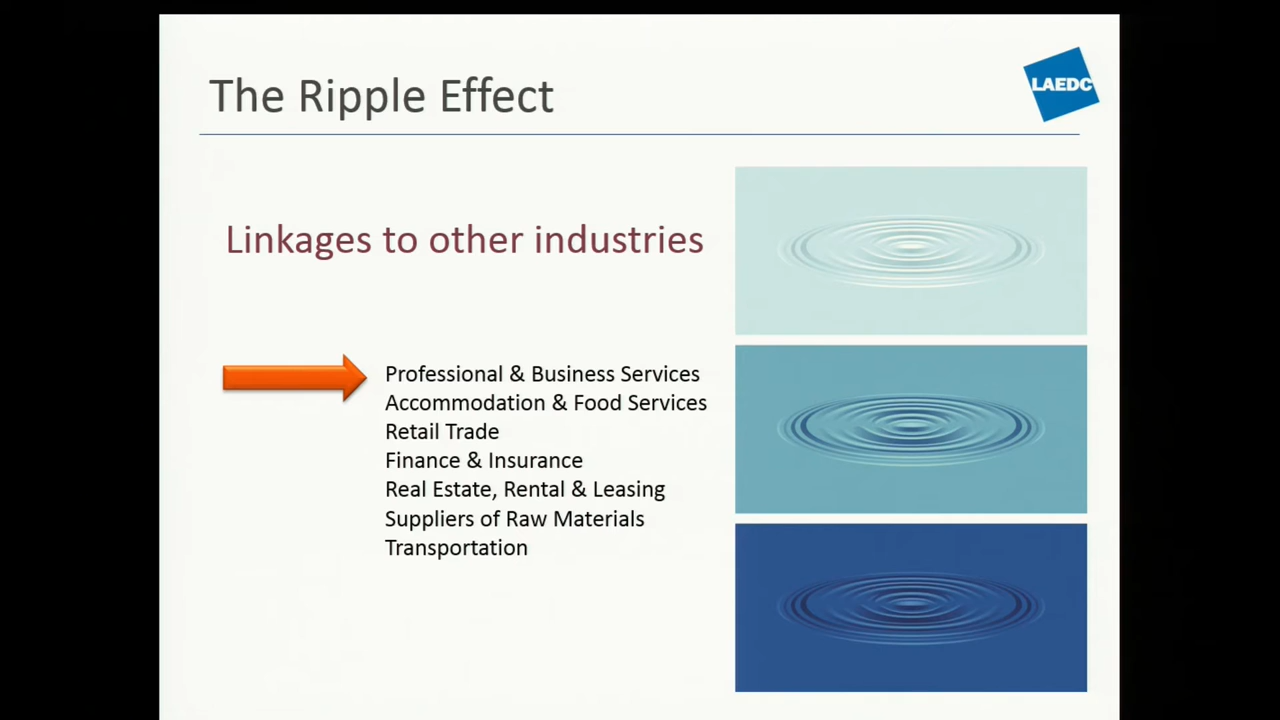 The Ripple Effect
LAEDC
Linkages to other industries
Professional & Business Services
Accommodation & Food Services
Retail Trade
Finance & Insurance
Real Estate, Rental & Leasing
Suppliers of Raw Materials
Transportation